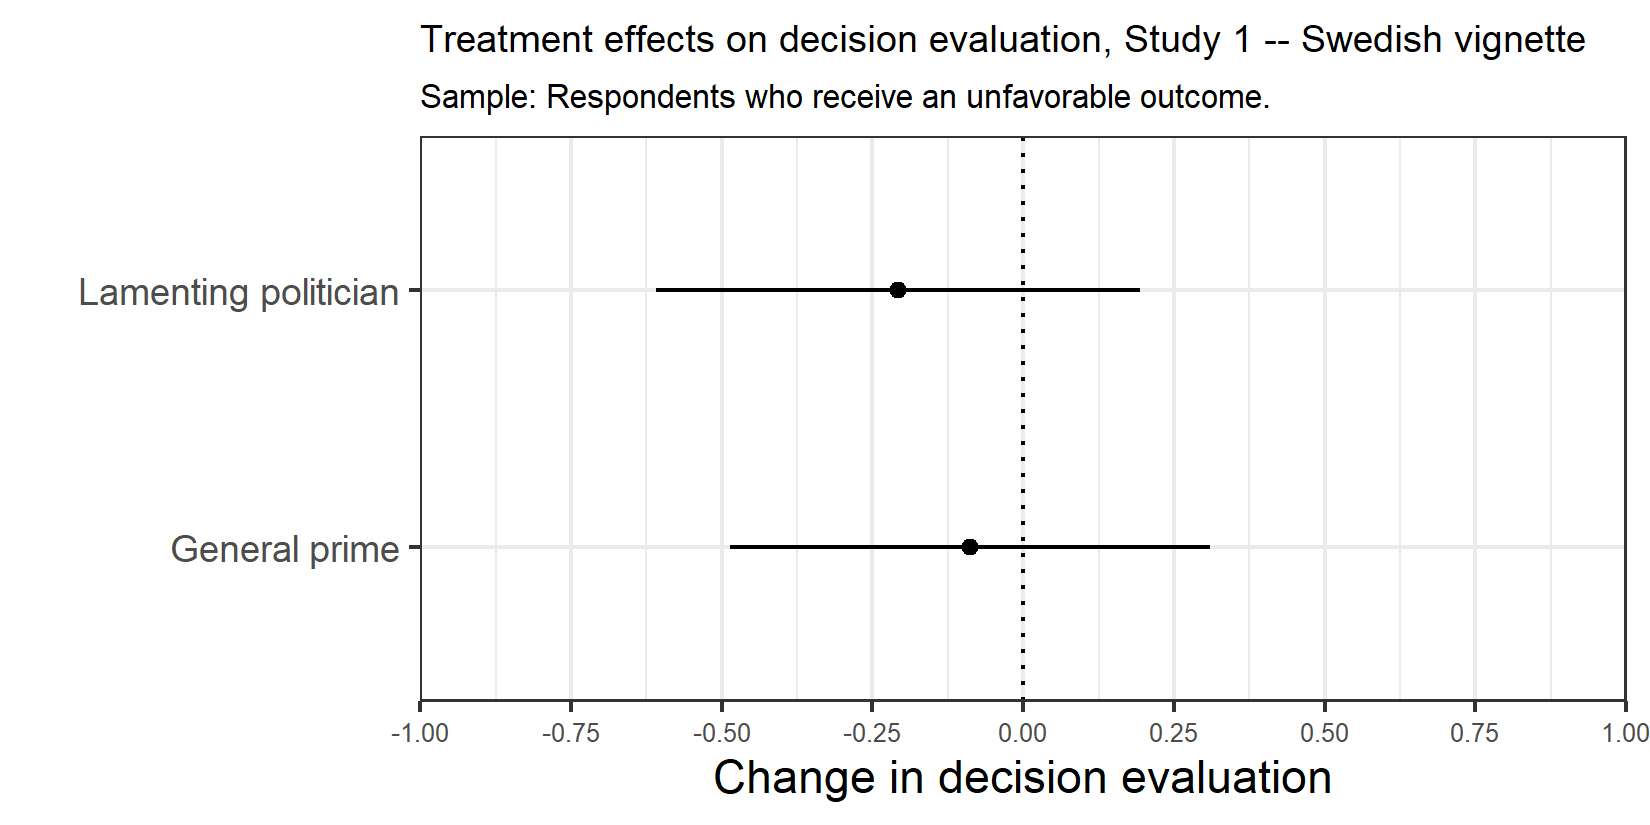 Treatment effects on decision evaluation, Study 1 -- Swedish vignette
Sample: Respondents who receive an unfavorable outcome.
Lamenting politician
General prime
-1.00 -0.75 -0.50 -0.25 0.00 0.25 0.50 0.75 1.00
Change in decision evaluation